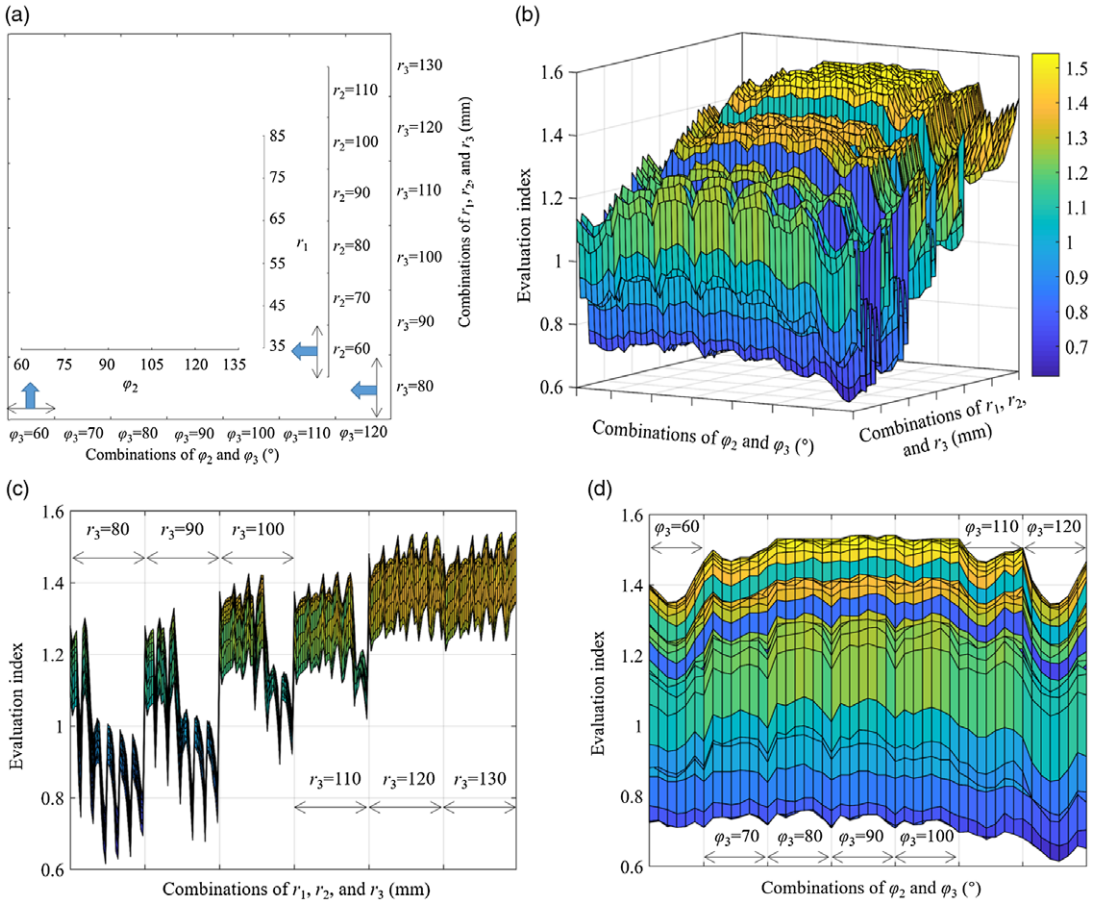 (a)
r3=130
r2=110
r3=120
85
r2=100
75
r2=90
r3=110
65
r1
r2=80
55
r3=100
45
r2=70
r3=90
35
r2=60
r3=80
Combinations of r1, r2, and r3 (mm)
60 75 90 105 120 135
φ2
φ3=60 φ3=70 φ3=80 φ3=90 φ3=100 φ3=110 φ3=120
Combinations of φ2 and φ3 (°)
(b)
1.6
1.4
1.2
1
0.8
0.6
Evaluation index
Combinations of φ2 and φ3 (°)
Combinations of r1, r2,
and r3 (mm)
1.5
1.4
1.3
1.2
1.1
1
0.9
0.8
0.7
(c)
1.6
1.4
1.2
1
0.8
0.6
Evaluation index
r3=80 r3=90 r3=100
r3=110 r3=120 r3=130
Combinations of r1, r2, and r3 (mm)
(d)
1.6
1.4
1.2
1
0.8
0.6
Evaluation index
φ3=60 φ3=110 φ3=120
φ3=70 φ3=80 φ3=90 φ3=100
Combinations of φ2 and φ3 (°)